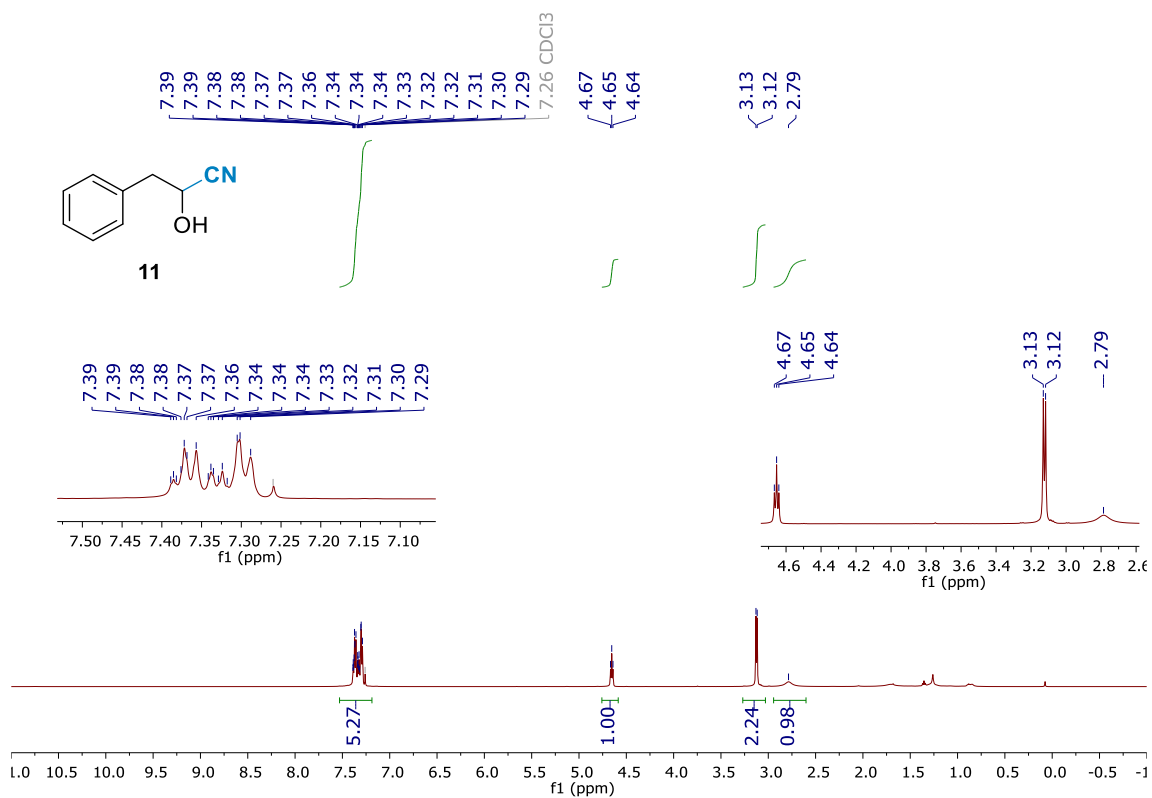 7.39 7.39 7.38 7.38 7.37 7.37 7.36 7.34 7.34 7.34 7.33 7.32 7.32 7.31 7.30 7.29 7.26 CDCl3 4.67 4.65 4.64 3.13 3.12 2.79
CN
OH
11
7.39 7.39 7.38 7.38 7.37 7.37 7.36 7.34 7.34 7.34 7.33 7.32 7.31 7.30 7.29
7.50 7.45 7.40 7.35 7.30 7.25 7.20 7.15 7.10
f1 (ppm)
4.67 4.65 4.64 3.13 3.12 2.79
4.6 4.4 4.2 4.0 3.8 3.6 3.4 3.2 3.0 2.8 2.6
f1 (ppm)
5.27 1.00 2.24 0.98
1.0 10.5 10.0 9.5 9.0 8.5 8.0 7.5 7.0 6.5 6.0 5.5 5.0 4.5 4.0 3.5 3.0 2.5 2.0 1.5 1.0 0.5 0.0 -0.5 -1
f1 (ppm)